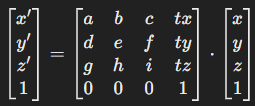 x' a b c tx x
y' = d e f ty · y
z' g h i tz z
1 0 0 0 1 1